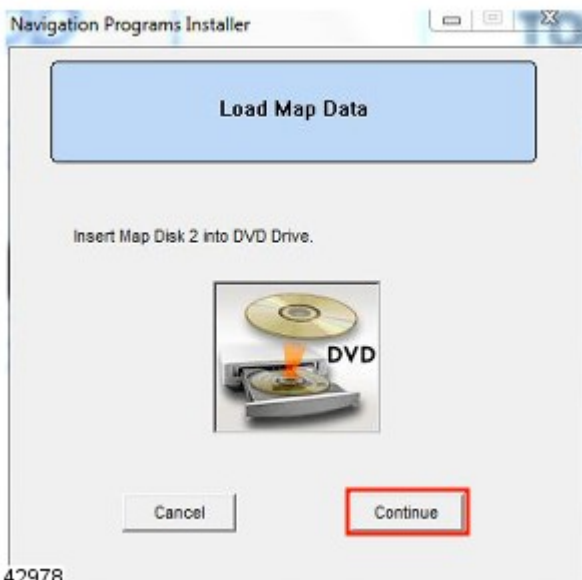 Navigation Programs Installer
Load Map Data
Insert Map Disk 2 into DVD Drive.
DVD
Cancel
Continue
42978